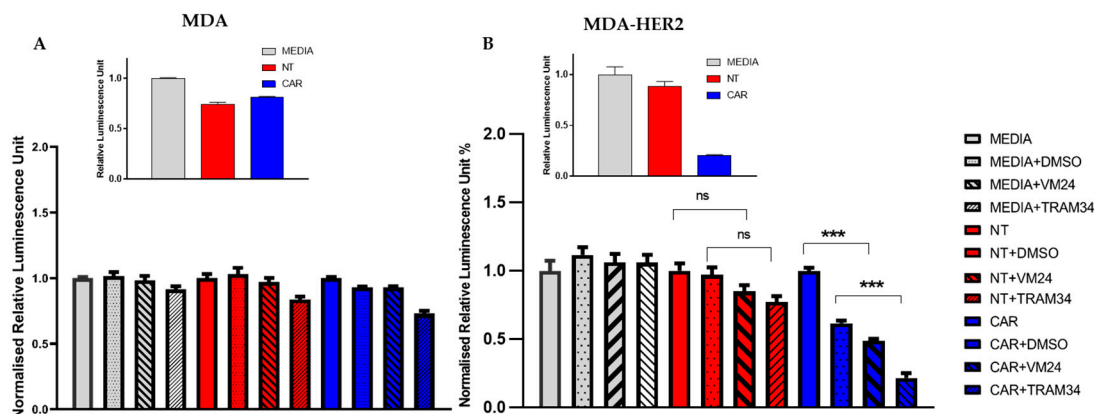 MDA
MDA-HER2
A
B
MEDIA
NT
CAR
Relative Luminescence Unit
1.0
0.5
0.0
MEDIA
NT
CAR
Relative Luminescence Unit
1.0
0.5
0.0
Normalised Relative Luminescence Unit
2.0
1.5
1.0
0.5
0.0
Normalised Relative Luminescence Unit %
2.0
1.5
1.0
0.5
0.0
ns
ns
***
***
MEDIA
MEDIA+DMSO
MEDIA+VM24
MEDIA+TRAM34
NT
NT+DMSO
NT+VM24
NT+TRAM34
CAR
CAR+DMSO
CAR+VM24
CAR+TRAM34